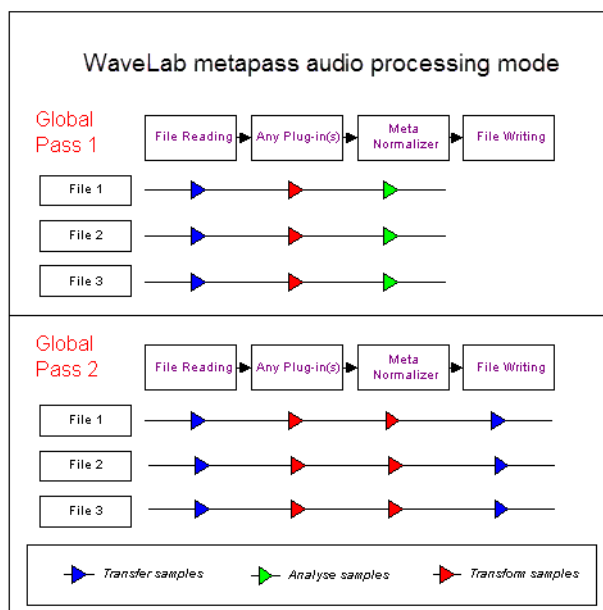 WaveLab metapass audio processing mode
Global
Pass 1
File Reading
Any Plug-in(s)
Meta
Normalizer
File Writing
File 1
File 2
File 3
Global
Pass 2
File Reading
Any Plug-in(s)
Meta
Normalizer
File Writing
File 1
File 2
File 3
Transfer samples
Analyse samples
Transform samples